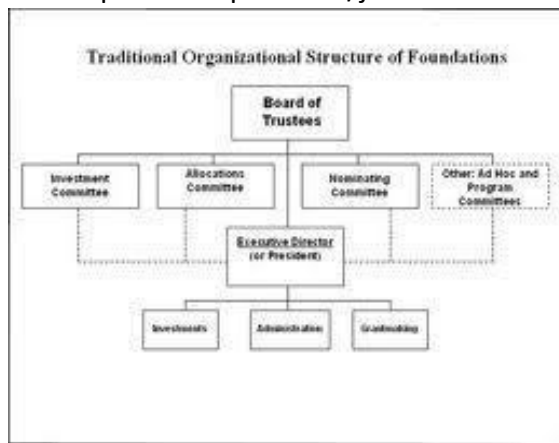 Traditional Organizational Structure of Foundations
Board of
Trustees
Investment
Committee
Allocations
Committee
Nominating
Committee
Other: Ad Hoc and
Program
Committees
Executive Director
(or President)
Investments
Administration
Grantmaking